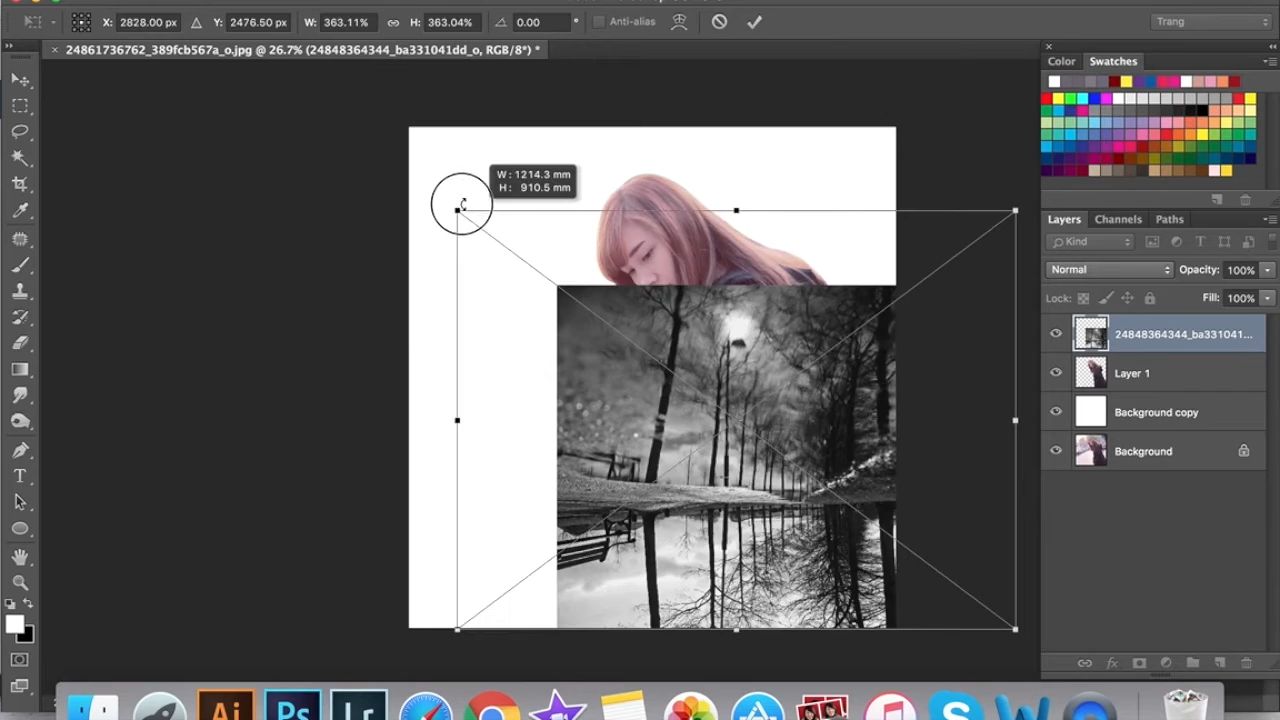 X: 2828.00 px Y: 2476.50 px W: 363.11% H: 363.04% 0.00 ° Anti-alias Trang
24861736762_389fcb567a_o.jpg @ 26.7% (24848364344_ba331041dd_o, RGB/8*) *
Color Swatches
W: 1214.3 mm
H: 910.5 mm
Layers Channels Paths
Kind
Normal Opacity: 100%
Lock: Fill: 100%
24848364344_ba331041...
Layer 1
Background copy
Background
Ai Ps Lr